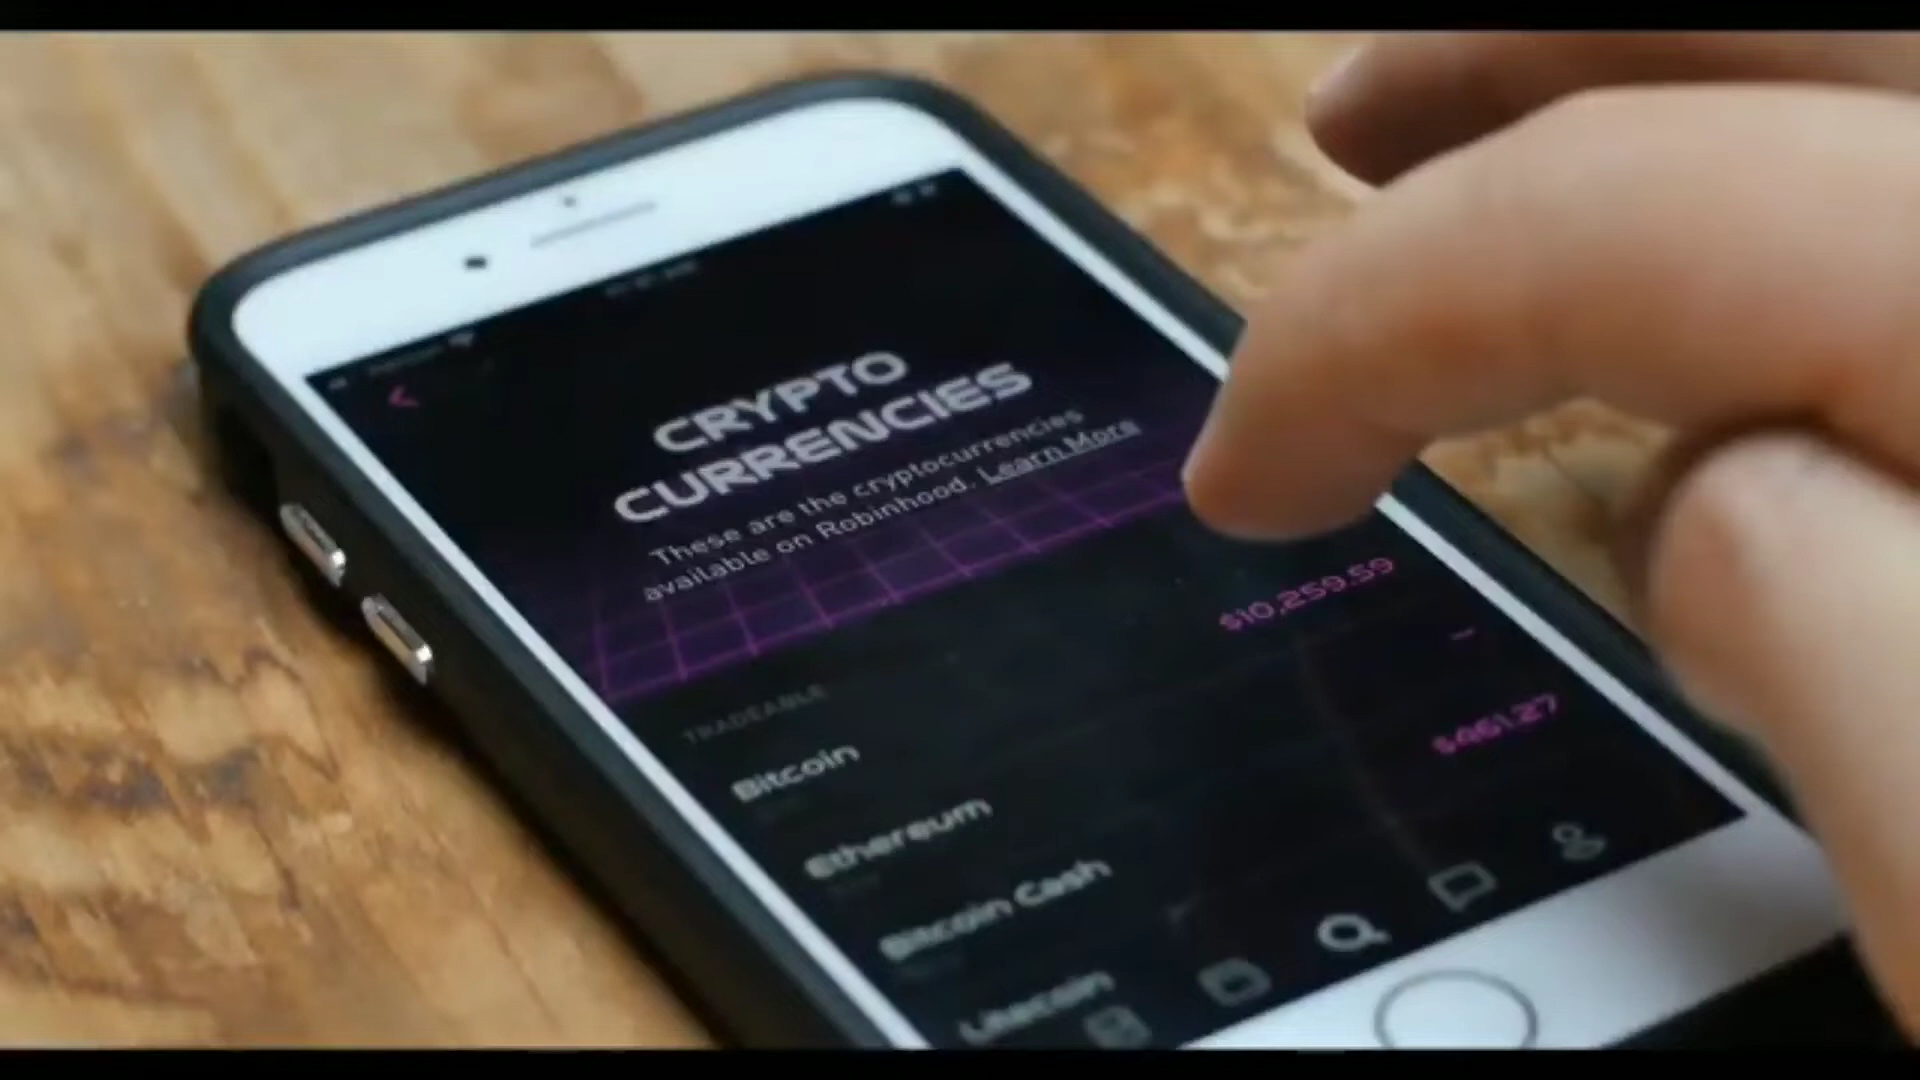 CRYPTO
CURRENCIES
These are the cryptocurrencies
available on Robinhood. Learn More
TRADEABLE
Bitcoin
$10,259.59
Ethereum
Bitcoin Cash
$461.27
Litecoin